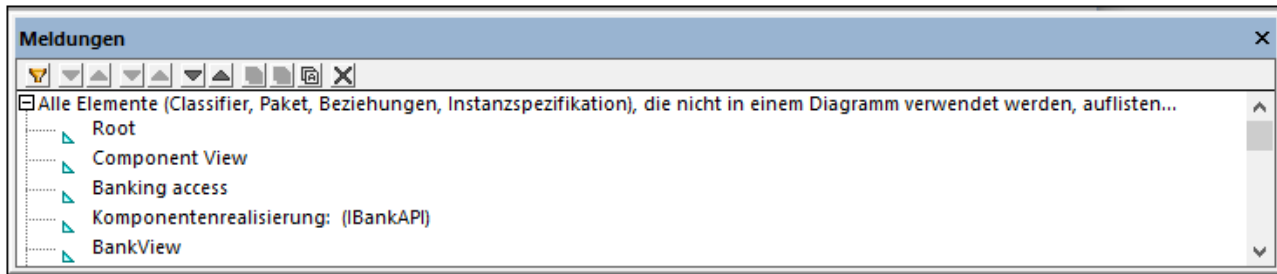 Meldungen
Alle Elemente (Classifier, Paket, Beziehungen, Instanzspezifikation), die nicht in einem Diagramm verwendet werden, auflisten...
Root
Component View
Banking access
Komponentenrealisierung: (IBankAPI)
BankView